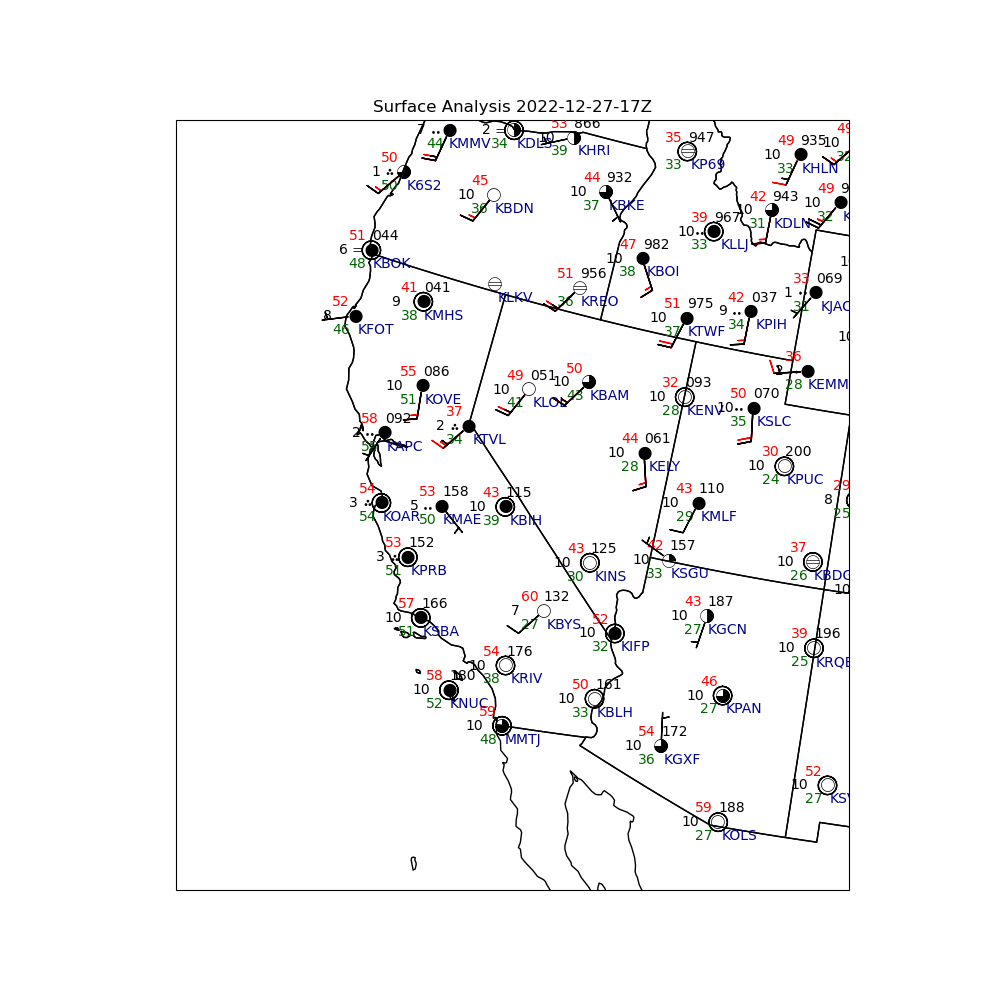 Surface Analysis 2022-12-27-17Z
44 KMMV
2 = 34
53 866
39 KHRI
35 947
33 KP69
49 935
10
33 KHLN
49
10
50
1
K6S2
45
10
36 KBDN
44 932
10
37 KBKE
42 943
10
31 KDLN
49 9
10
32 K
39 967
10
33 KLLJ
51 044
6 =
48 KBOK
47 982
10
38 KBOI
KLKV
51 956
36 KREO
41 041
9
38 KMHS
33 069
1
31 KJAC
52
8
46 KFOT
51 975
10
37 KTWF
42 037
9
34 KPIH
10
36
2
28 KEMM
55 086
10
51 KOVE
49 051
10
41 KLOL
50
10
43 KBAM
32 093
10
28 KENV
50 070
10
35 KSLC
58 092
2
KAPC
37
2
34 KTVL
44 061
10
28 KELY
30 200
10
24 KPUC
54
3
54 KOAR
53 158
5
50 KMAE
43 115
10
39 KBIH
43 110
10
29 KMLF
29
8
25
53 152
3
51 KPRB
43 125
10
30 KINS
42 157
10
33 KSGU
37
10
26 KBDG
10
57 166
10
51 KSBA
60 132
7
27 KBYS
52
10
32 KIFP
43 187
10
27 KGCN
39 196
10
25 KRQE
58 180
10
52 KNUC
54 176
10
38 KRIV
50 161
10
33 KBLH
46
10
27 KPAN
59
10
48 MMTJ
54 172
10
36 KGXF
52
10
27 KSV
59 188
10
27 KOLS